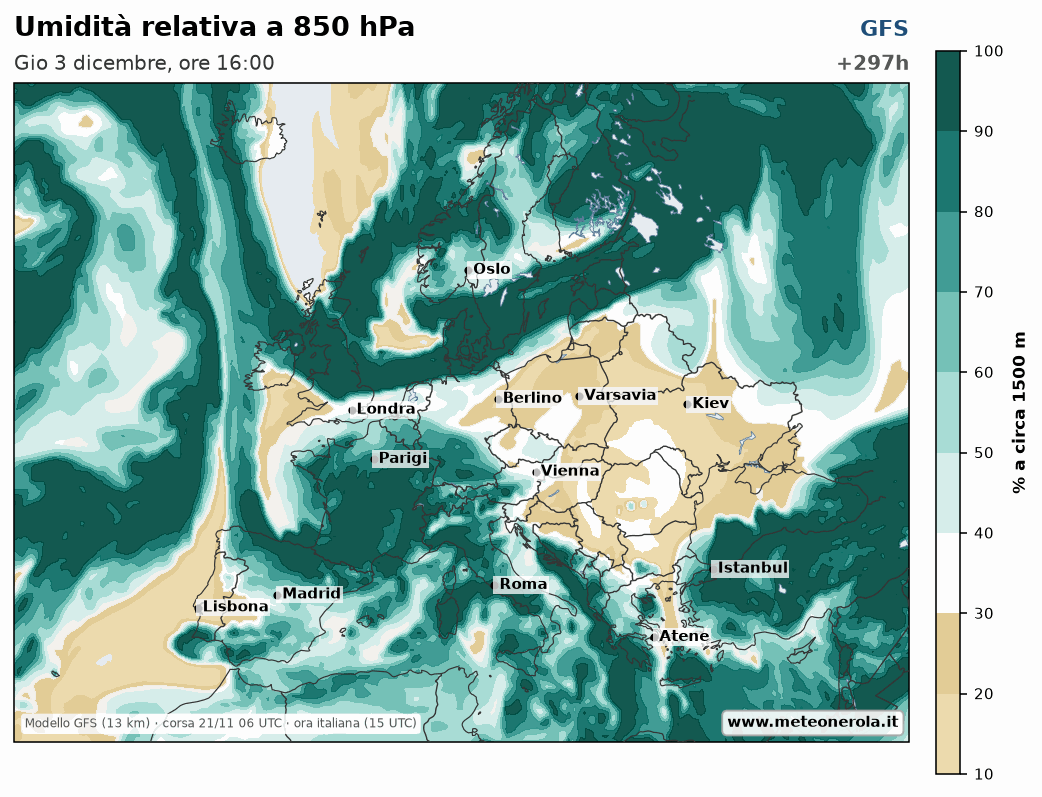 Umidità relativa a 850 hPa
GFS
Gio 3 dicembre, ore 16:00
+297h
100
90
80
70
60
50
40
30
20
10
% a circa 1500 m
Oslo
Londra
Berlino
Varsavia
Kiev
Parigi
Vienna
Istanbul
Roma
Madrid
Lisbona
Atene
Modello GFS (13 km) · corsa 21/11 06 UTC · ora italiana (15 UTC)
www.meteonerola.it